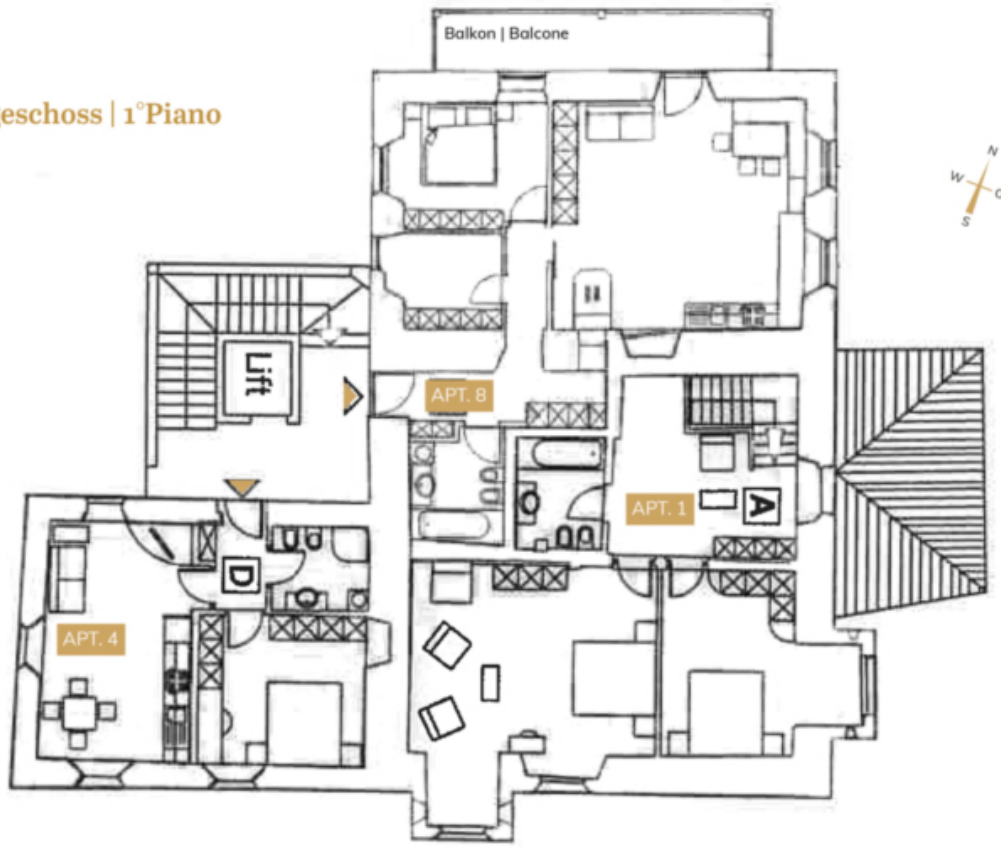 Balkon | Balcone
geschoss | 1°Piano
N
W
O
S
Lift
APT. 8
APT. 1
A
D
APT. 4